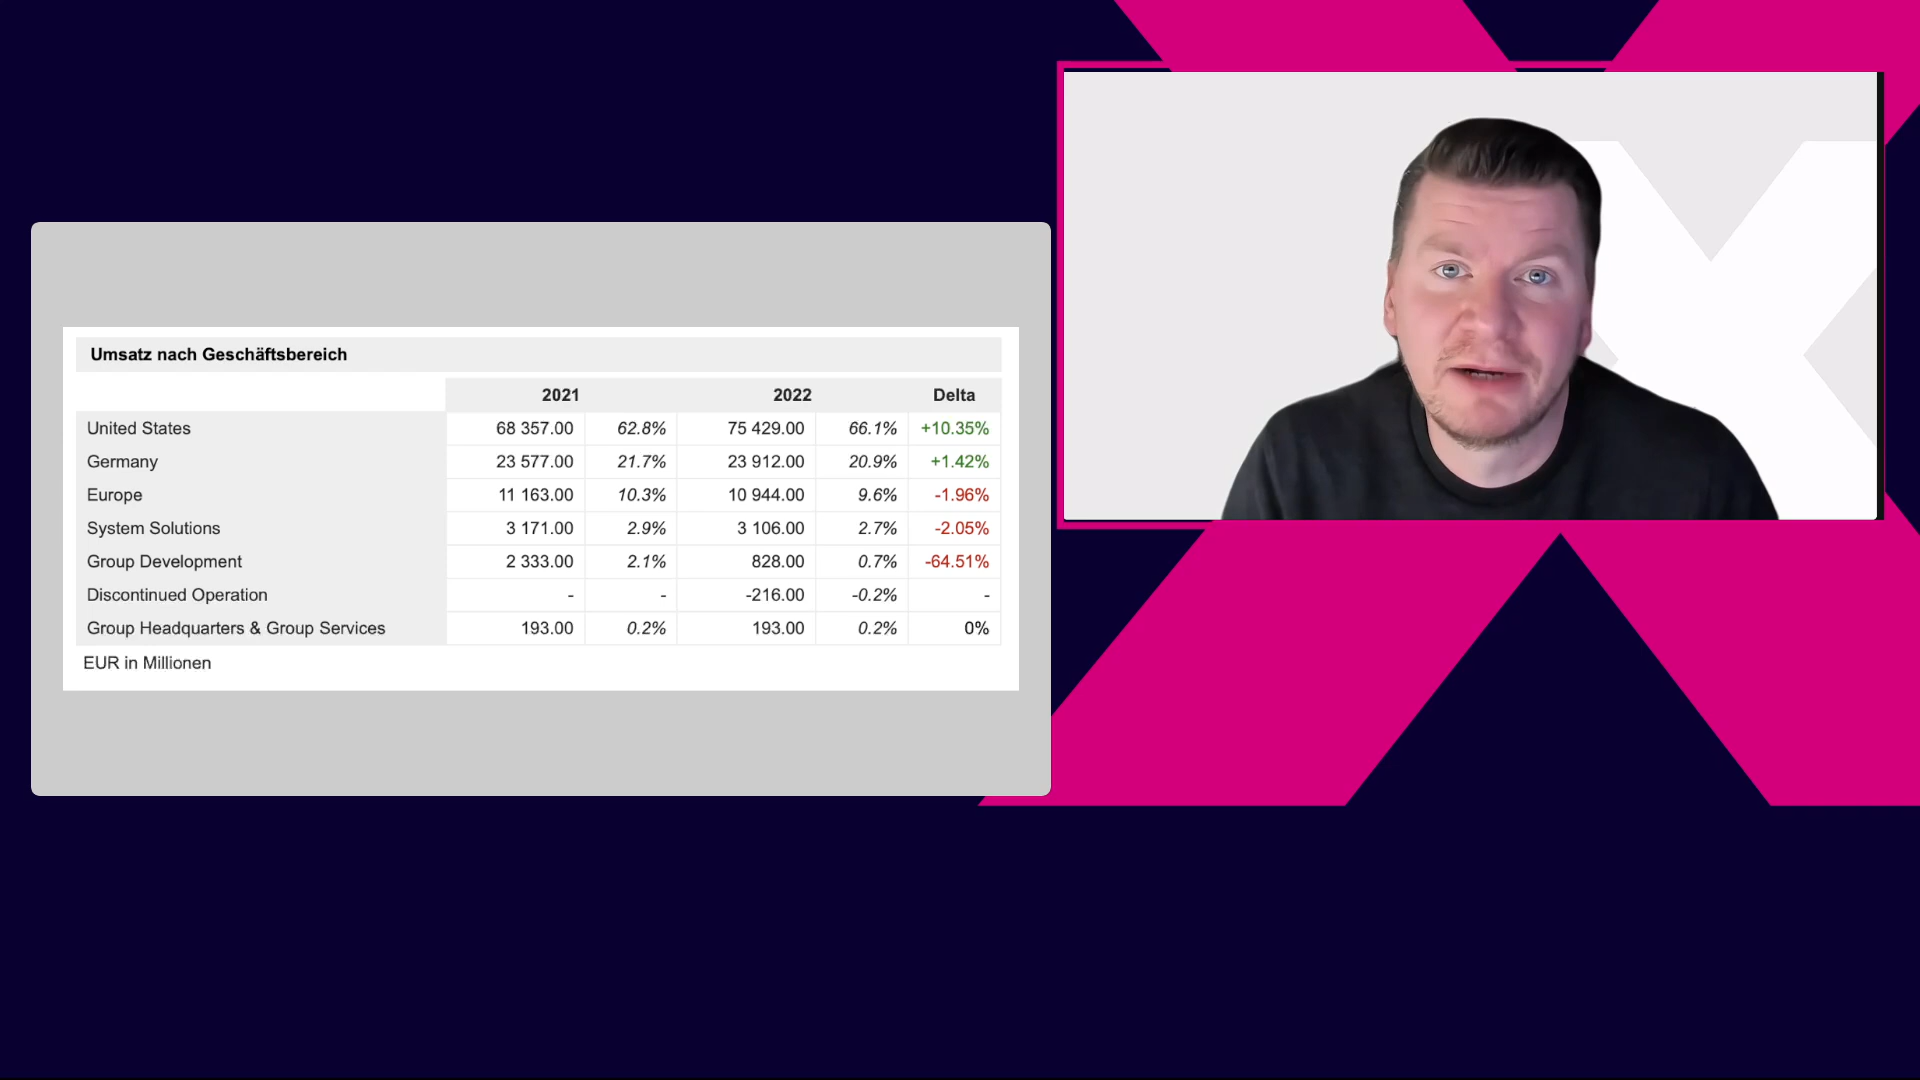 Umsatz nach Geschäftsbereich
2021 2022 Delta
United States 68 357.00 62.8% 75 429.00 66.1% +10.35%
Germany 23 577.00 21.7% 23 912.00 20.9% +1.42%
Europe 11 163.00 10.3% 10 944.00 9.6% -1.96%
System Solutions 3 171.00 2.9% 3 106.00 2.7% -2.05%
Group Development 2 333.00 2.1% 828.00 0.7% -64.51%
Discontinued Operation - - -216.00 -0.2% -
Group Headquarters & Group Services 193.00 0.2% 193.00 0.2% 0%
EUR in Millionen